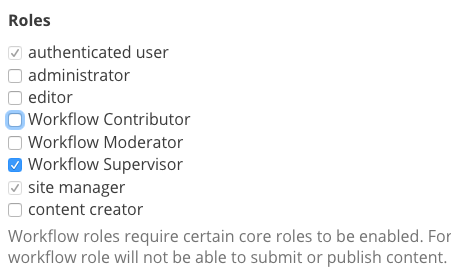 Roles
authenticated user
administrator
editor
Workflow Contributor
Workflow Moderator
Workflow Supervisor
site manager
content creator
Workflow roles require certain core roles to be enabled. For
workflow role will not be able to submit or publish content.